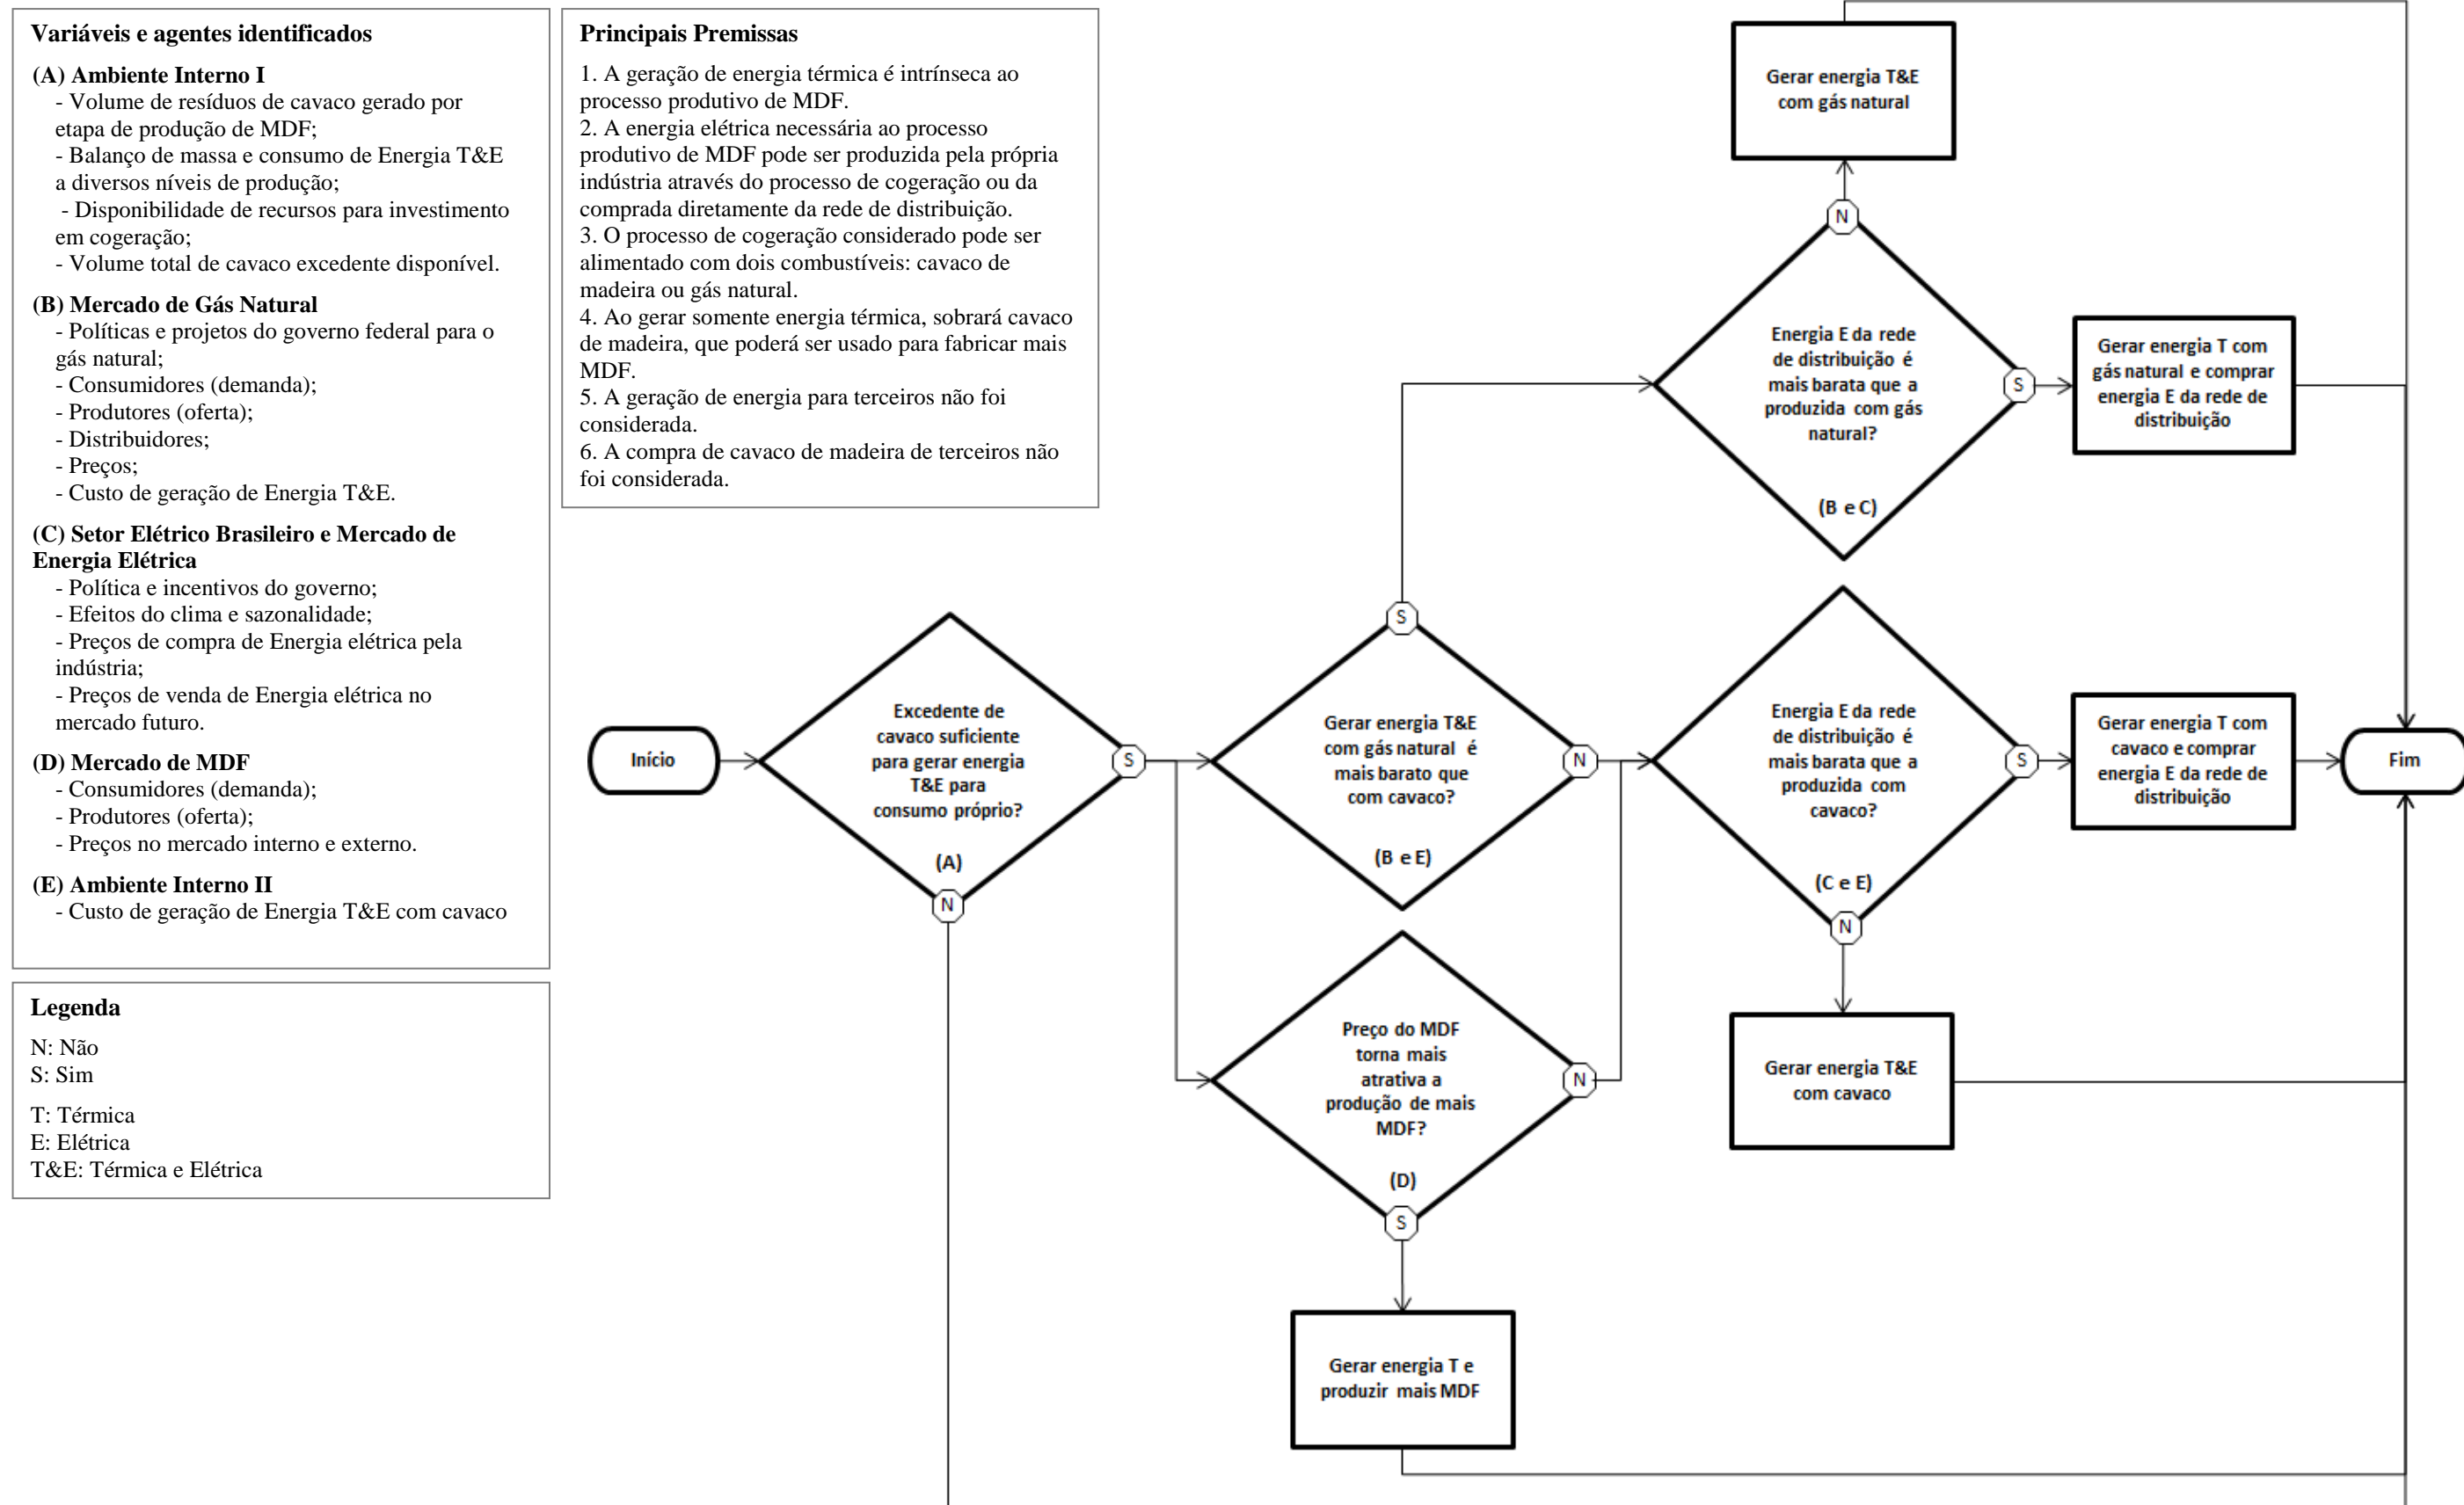 Variáveis e agentes identificados
(A) Ambiente Interno I
- Volume de resíduos de cavaco gerado por
etapa de produção de MDF;
- Balanço de massa e consumo de Energia T&E
a diversos níveis de produção;
- Disponibilidade de recursos para investimento
em cogeração;
- Volume total de cavaco excedente disponível.
(B) Mercado de Gás Natural
- Políticas e projetos do governo federal para o
gás natural;
- Consumidores (demanda);
- Produtores (oferta);
- Distribuidores;
- Preços;
- Custo de geração de Energia T&E.
(C) Setor Elétrico Brasileiro e Mercado de
Energia Elétrica
- Política e incentivos do governo;
- Efeitos do clima e sazonalidade;
- Preços de compra de Energia elétrica pela
indústria;
- Preços de venda de Energia elétrica no
mercado futuro.
(D) Mercado de MDF
- Consumidores (demanda);
- Produtores (oferta);
- Preços no mercado interno e externo.
(E) Ambiente Interno II
- Custo de geração de Energia T&E com cavaco
Legenda
N: Não
S: Sim
T: Térmica
E: Elétrica
T&E: Térmica e Elétrica
Principais Premissas
1. A geração de energia térmica é intrínseca ao
processo produtivo de MDF.
2. A energia elétrica necessária ao processo
produtivo de MDF pode ser produzida pela própria
indústria através do processo de cogeração ou da
comprada diretamente da rede de distribuição.
3. O processo de cogeração considerado pode ser
alimentado com dois combustíveis: cavaco de
madeira ou gás natural.
4. Ao gerar somente energia térmica, sobrará cavaco
de madeira, que poderá ser usado para fabricar mais
MDF.
5. A geração de energia para terceiros não foi
considerada.
6. A compra de cavaco de madeira de terceiros não
foi considerada.
Início
Excedente de
cavaco suficiente
para gerar energia
T&E para
consumo próprio?
(A)
S
N
Gerar energia T&E
com gás natural é
mais barato que
com cavaco?
(B e E)
S
N
Preço do MDF
torna mais
atrativa a
produção de mais
MDF?
(D)
N
S
Gerar energia T e
produzir mais MDF
Gerar energia T&E
com gás natural
N
Energia E da rede
de distribuição é
mais barata que a
produzida com gás
natural?
(B e C)
S
Gerar energia T com
gás natural e comprar
energia E da rede de
distribuição
Energia E da rede
de distribuição é
mais barata que a
produzida com
cavaco?
(C e E)
S
N
Gerar energia T com
cavaco e comprar
energia E da rede de
distribuição
Gerar energia T&E
com cavaco
Fim